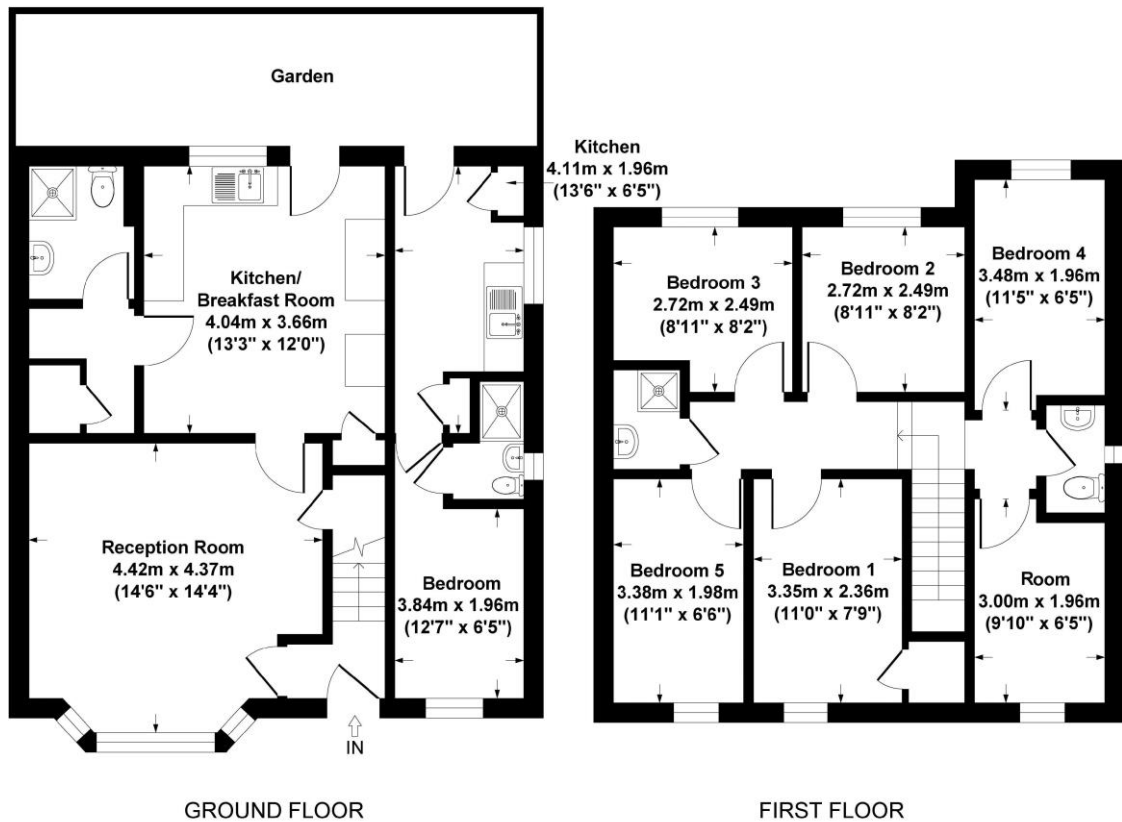 Garden
Kitchen
4.11m x 1.96m
(13'6" x 6'5")
Kitchen/
Breakfast Room
4.04m x 3.66m
(13'3" x 12'0")
Reception Room
4.42m x 4.37m
(14'6" x 14'4")
Bedroom
3.84m x 1.96m
(12'7" x 6'5")
IN
GROUND FLOOR
Bedroom 3
2.72m x 2.49m
(8'11" x 8'2")
Bedroom 2
2.72m x 2.49m
(8'11" x 8'2")
Bedroom 4
3.48m x 1.96m
(11'5" x 6'5")
Bedroom 5
3.38m x 1.98m
(11'1" x 6'6")
Bedroom 1
3.35m x 2.36m
(11'0" x 7'9")
Room
3.00m x 1.96m
(9'10" x 6'5")
FIRST FLOOR